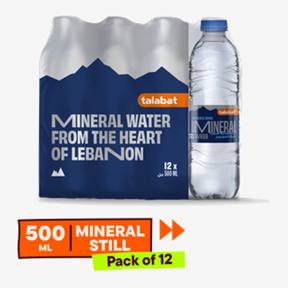 talabat
MINERAL WATER
FROM THE HEART
OF LEBANON
12 x
500 ML
talabat
MINERAL
WATER
500
ML
MINERAL
STILL
Pack of 12